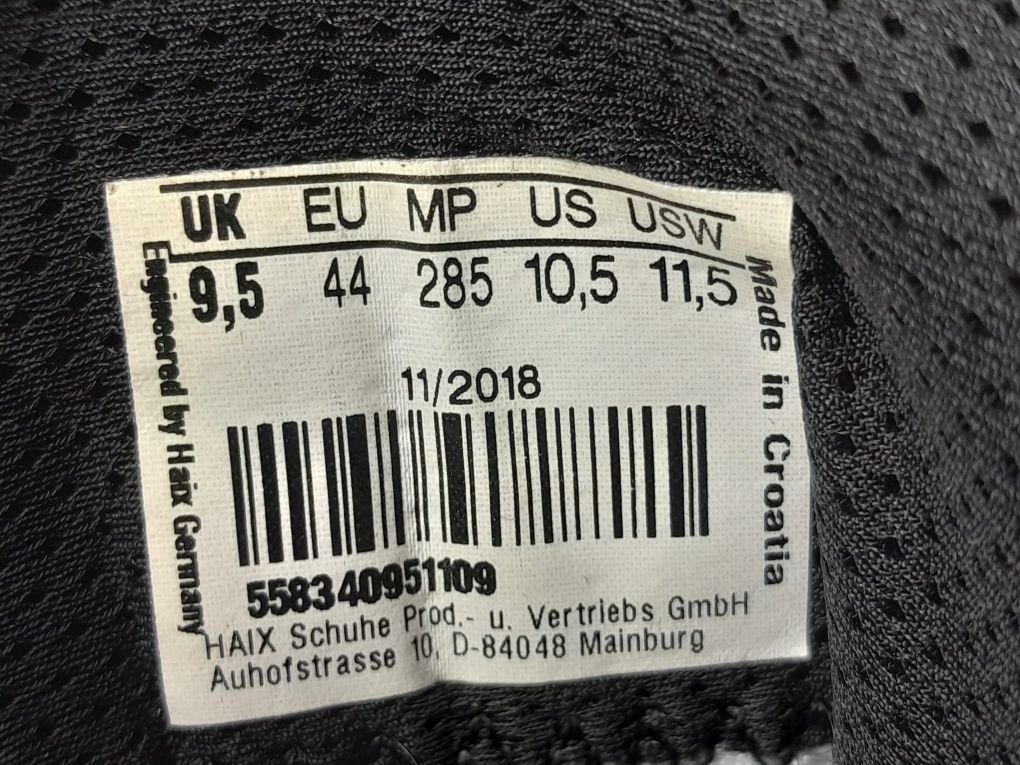 UK EU MP US USW
9,5 44 285 10,5 11,5
11/2018
558340951109
HAIX Schuhe Prod.- u. Vertriebs GmbH
Auhofstrasse 10, D-84048 Mainburg
Engineered by Haix Germany
Made in Croatia